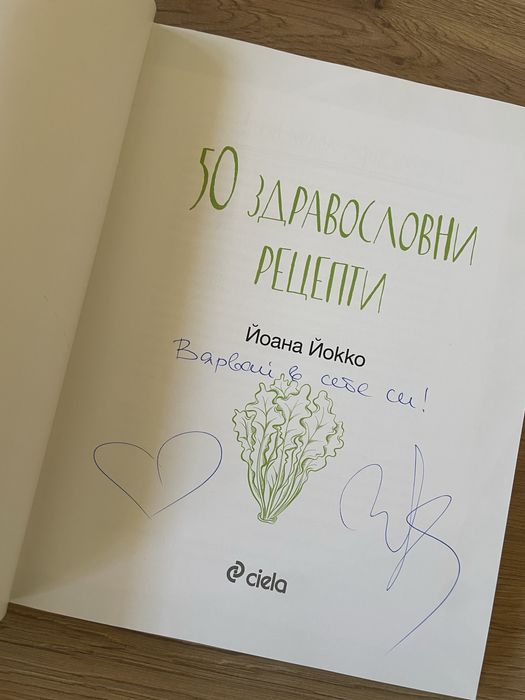 50 ЗДРАВОСЛОВНИ
РЕЦЕПТИ
Йоана Йокко
Вярвай в себе си!
ciela